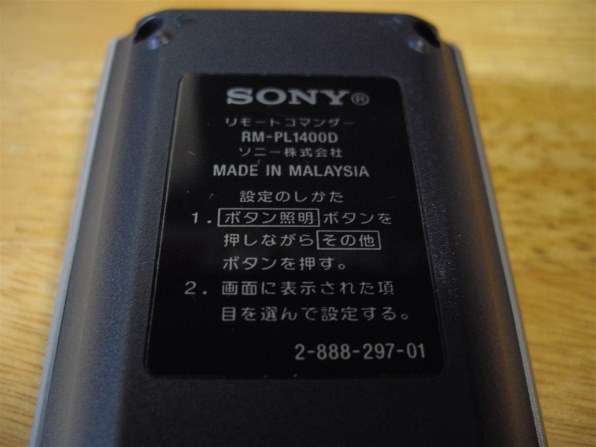 SONY®
リモートコマンダー
RM-PL1400D
ソニー株式会社
MADE IN MALAYSIA
設定のしかた
1. ボタン照明 ボタンを
押しながら その他
ボタンを押す。
2. 画面に表示された項
目を選んで設定する。
2-888-297-01